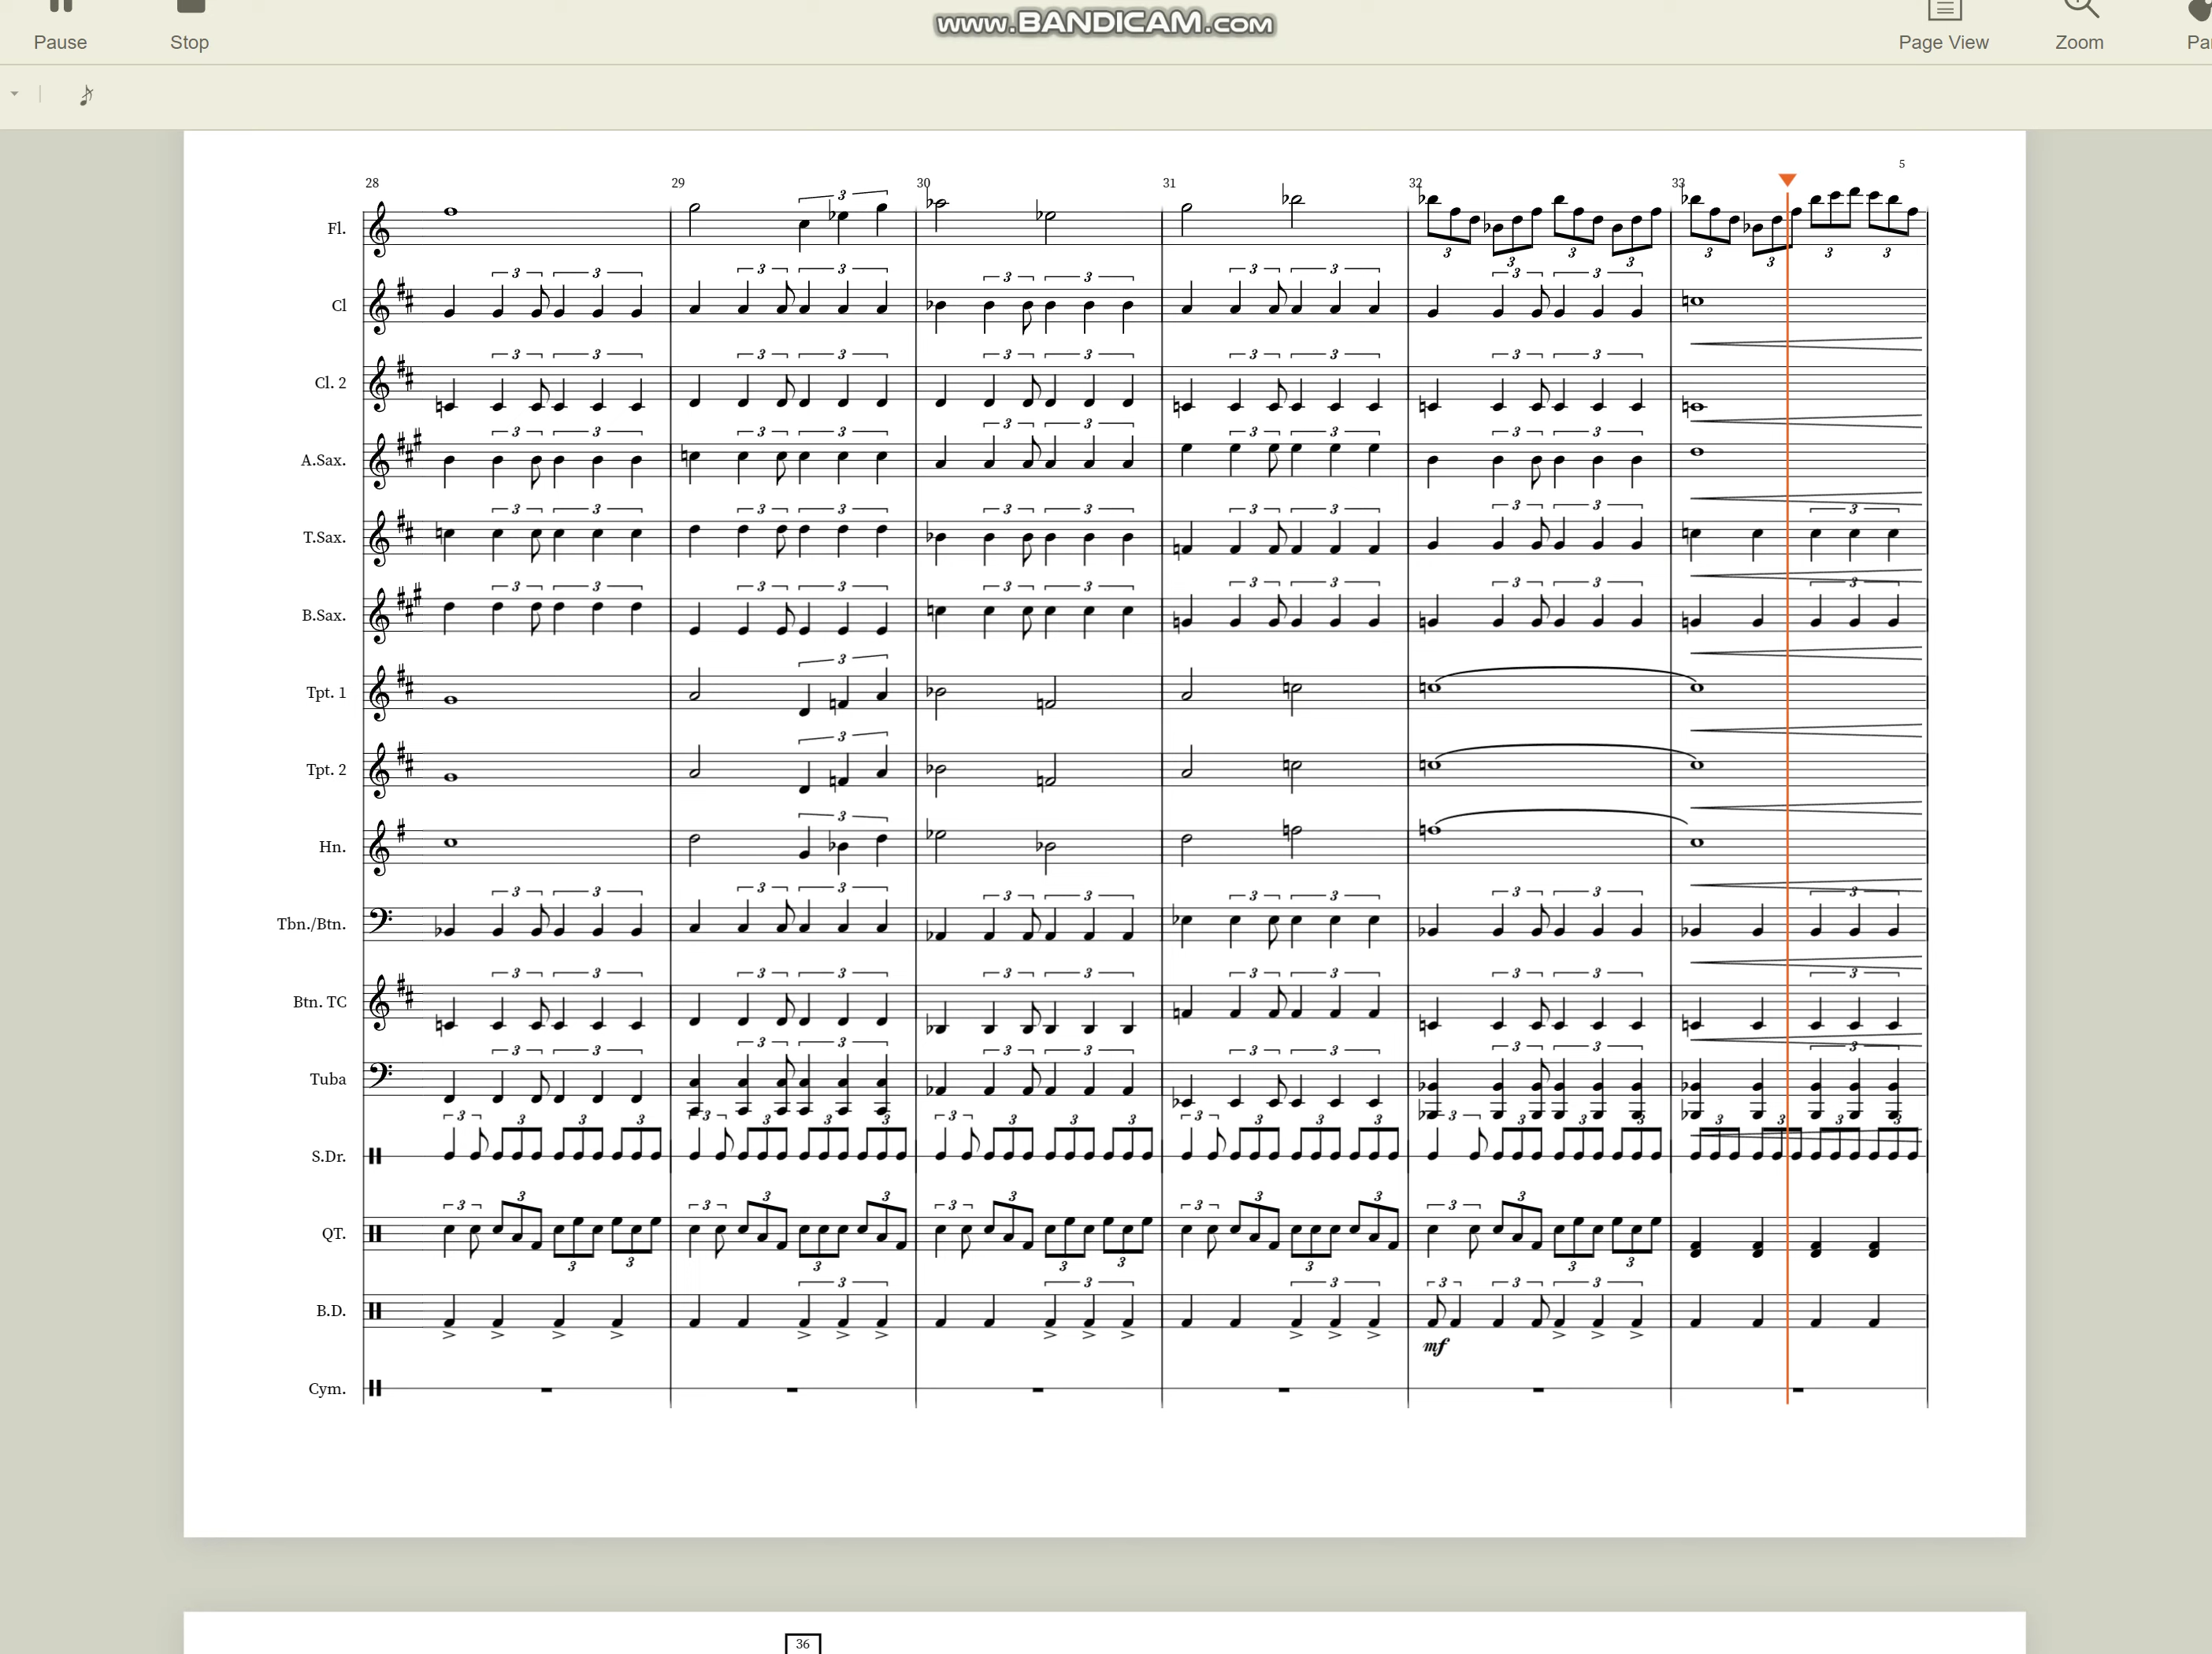 www.BANDICAM.com
Pause Stop Page View Zoom
5
28 29 30 31 32 33
Fl.
Cl
Cl. 2
A.Sax.
T.Sax.
B.Sax.
Tpt. 1
Tpt. 2
Hn.
Tbn./Btn.
Btn. TC
Tuba
S.Dr.
QT.
B.D.
mf
Cym.
36